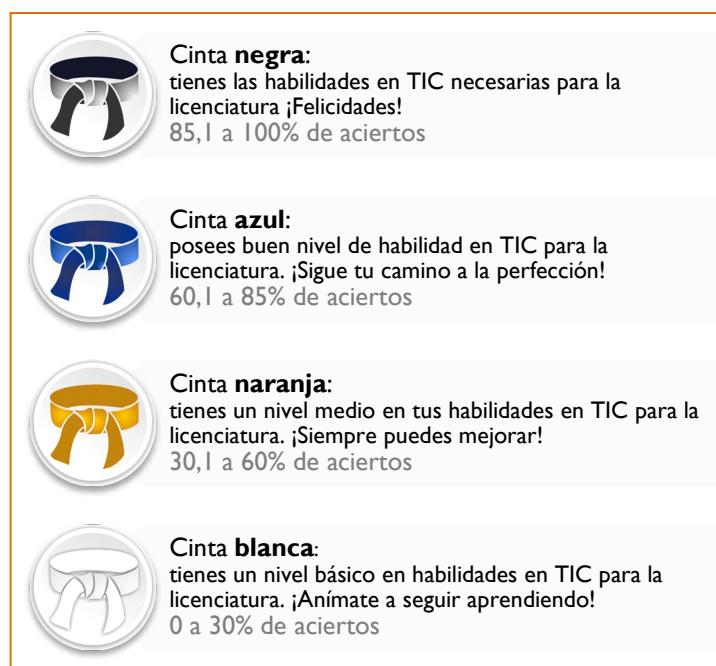 Cinta negra:
tienes las habilidades en TIC necesarias para la
licenciatura ¡Felicidades!
85,1 a 100% de aciertos
Cinta azul:
posees buen nivel de habilidad en TIC para la
licenciatura. ¡Sigue tu camino a la perfección!
60,1 a 85% de aciertos
Cinta naranja:
tienes un nivel medio en tus habilidades en TIC para la
licenciatura. ¡Siempre puedes mejorar!
30,1 a 60% de aciertos
Cinta blanca:
tienes un nivel básico en habilidades en TIC para la
licenciatura. ¡Anímate a seguir aprendiendo!
0 a 30% de aciertos